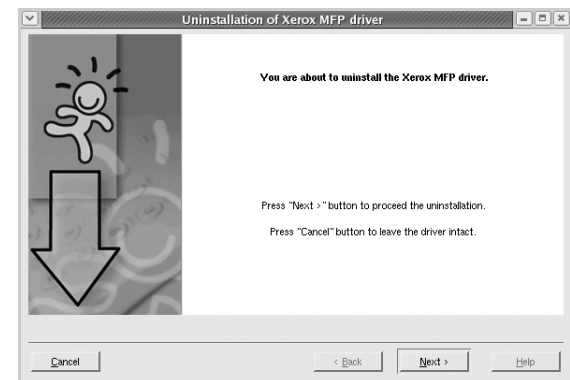 Uninstallation of Xerox MFP driver
You are about to uninstall the Xerox MFP driver.
Press "Next >" button to proceed the uninstallation.
Press "Cancel" button to leave the driver intact.
Cancel
< Back
Next >
Help